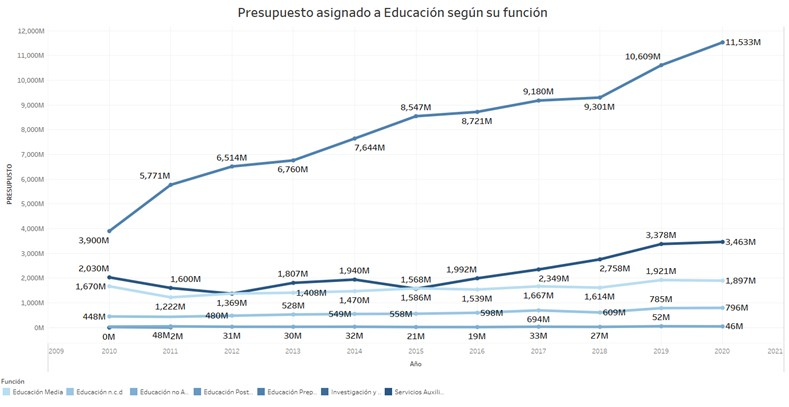 Presupuesto asignado a Educación según su función
12,000M
11,000M
10,000M
9,000M
8,000M
7,000M
6,000M
5,000M
4,000M
3,000M
2,000M
1,000M
0M
PRESUPUSTO
3,900M
5,771M
6,514M
6,760M
7,644M
8,547M
8,721M
9,180M
9,301M
10,609M
11,533M
2,030M
1,600M
1,369M
1,807M
1,940M
1,568M
1,992M
2,349M
2,758M
3,378M
3,463M
1,670M
1,222M
1,408M
1,470M
1,586M
1,539M
1,667M
1,614M
1,921M
1,897M
448M
480M
528M
549M
558M
598M
694M
609M
785M
796M
0M
48M
2M
31M
30M
32M
21M
19M
33M
27M
52M
46M
2009 2010 2011 2012 2013 2014 2015 2016 2017 2018 2019 2020 2021
Año
Función
Educación Media Educación n.c.d Educación no A.. Educación Post.. Educación Prep.. Investigación y .. Servicios Auxili..